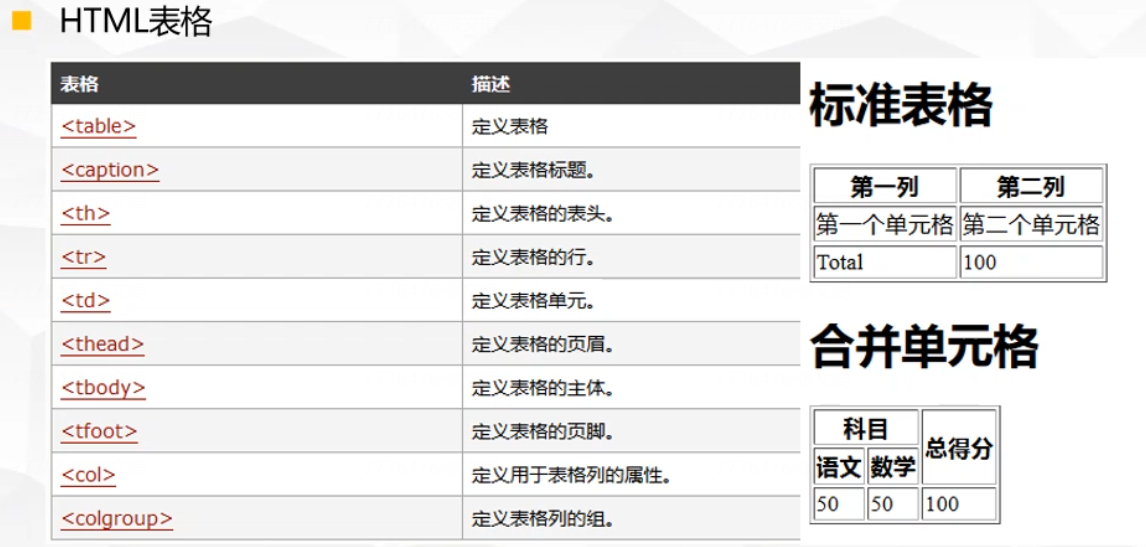 HTML表格
表格 描述
<table> 定义表格
<caption> 定义表格标题。
<th> 定义表格的表头。
<tr> 定义表格的行。
<td> 定义表格单元。
<thead> 定义表格的页眉。
<tbody> 定义表格的主体。
<tfoot> 定义表格的页脚。
<col> 定义用于表格列的属性。
<colgroup> 定义表格列的组。
标准表格
第一列 第二列
第一个单元格 第二个单元格
Total 100
合并单元格
科目 总得分
语文 数学
50 50 100